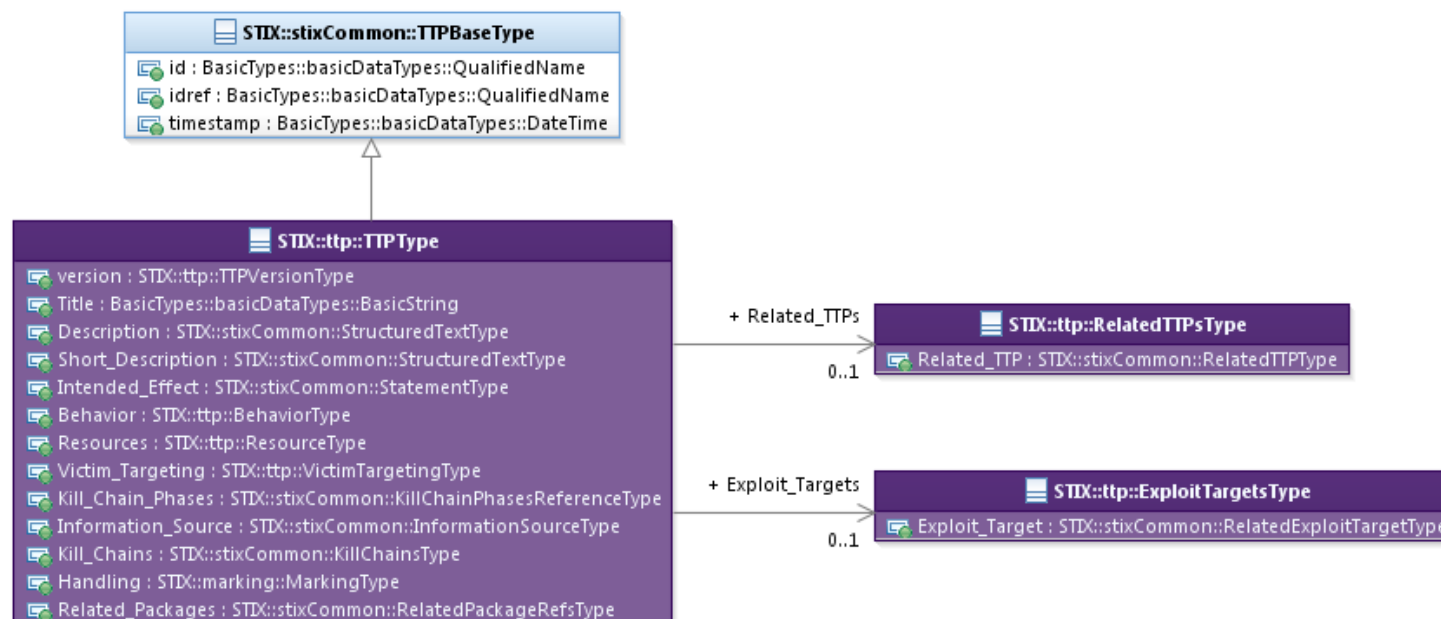 STIX::stixCommon::TTPBaseType
id : BasicTypes::basicDataTypes::QualifiedName
idref : BasicTypes::basicDataTypes::QualifiedName
timestamp : BasicTypes::basicDataTypes::DateTime
STIX::ttp::TTPType
version : STIX::ttp::TTPVersionType
Title : BasicTypes::basicDataTypes::BasicString
Description : STIX::stixCommon::StructuredTextType
Short_Description : STIX::stixCommon::StructuredTextType
Intended_Effect : STIX::stixCommon::StatementType
Behavior : STIX::ttp::BehaviorType
Resources : STIX::ttp::ResourceType
Victim_Targeting : STIX::ttp::VictimTargetingType
Kill_Chain_Phases : STIX::stixCommon::KillChainPhasesReferenceType
Information_Source : STIX::stixCommon::InformationSourceType
Kill_Chains : STIX::stixCommon::KillChainsType
Handling : STIX::marking::MarkingType
Related_Packages : STIX::stixCommon::RelatedPackageRefsType
+ Related_TTPs
0..1
STIX::ttp::RelatedTTPsType
Related_TTP : STIX::stixCommon::RelatedTTPType
+ Exploit_Targets
0..1
STIX::ttp::ExploitTargetsType
Exploit_Target : STIX::stixCommon::RelatedExploitTargetType